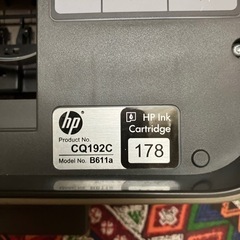 hp
Product No.
CQ192C
Model No. B611a
HP Ink
Cartridge
178